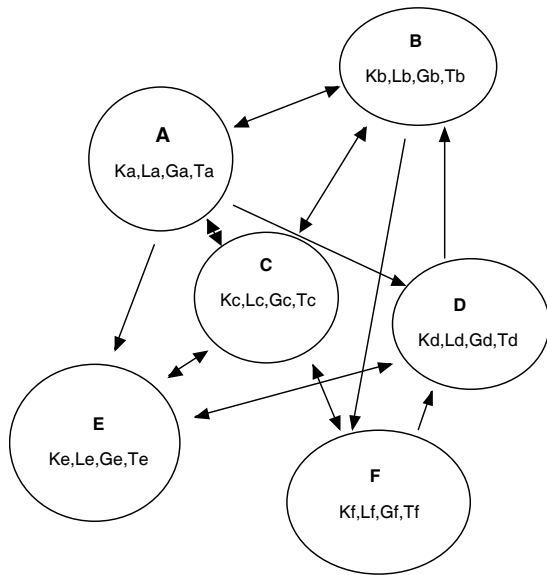 B
Kb,Lb,Gb,Tb
A
Ka,La,Ga,Ta
C
Kc,Lc,Gc,Tc
D
Kd,Ld,Gd,Td
E
Ke,Le,Ge,Te
F
Kf,Lf,Gf,Tf